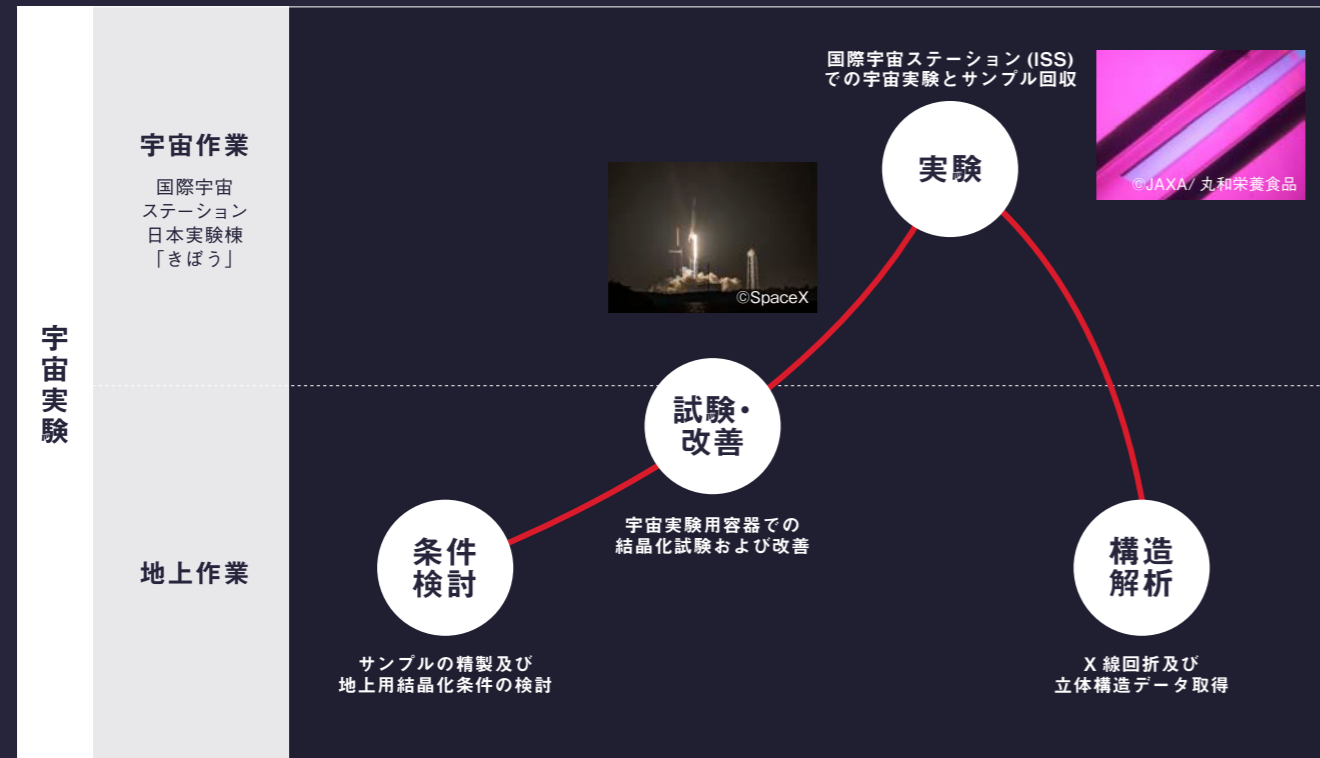 宇宙実験
宇宙作業
国際宇宙
ステーション
日本実験棟
「きぼう」
地上作業
国際宇宙ステーション (ISS)
での宇宙実験とサンプル回収
実験
©JAXA/ 丸和栄養食品
©SpaceX
試験・
改善
宇宙実験用容器での
結晶化試験および改善
条件
検討
サンプルの精製及び
地上用結晶化条件の検討
構造
解析
X 線回折及び
立体構造データ取得